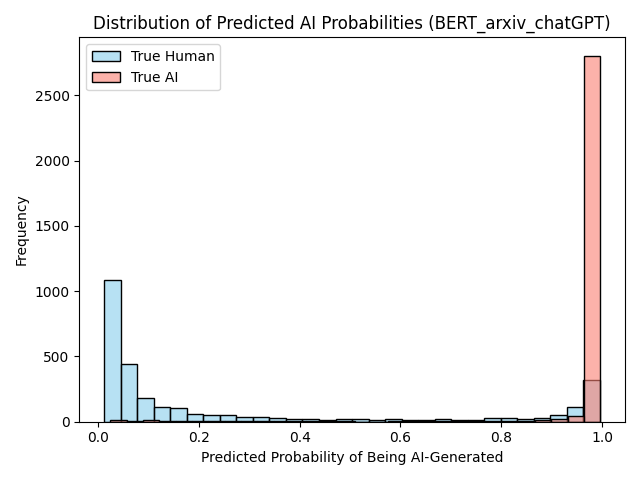 Distribution of Predicted AI Probabilities (BERT_arxiv_chatGPT)
True Human
True AI
2500
2000
1500
1000
500
0
Frequency
0.0 0.2 0.4 0.6 0.8 1.0
Predicted Probability of Being AI-Generated